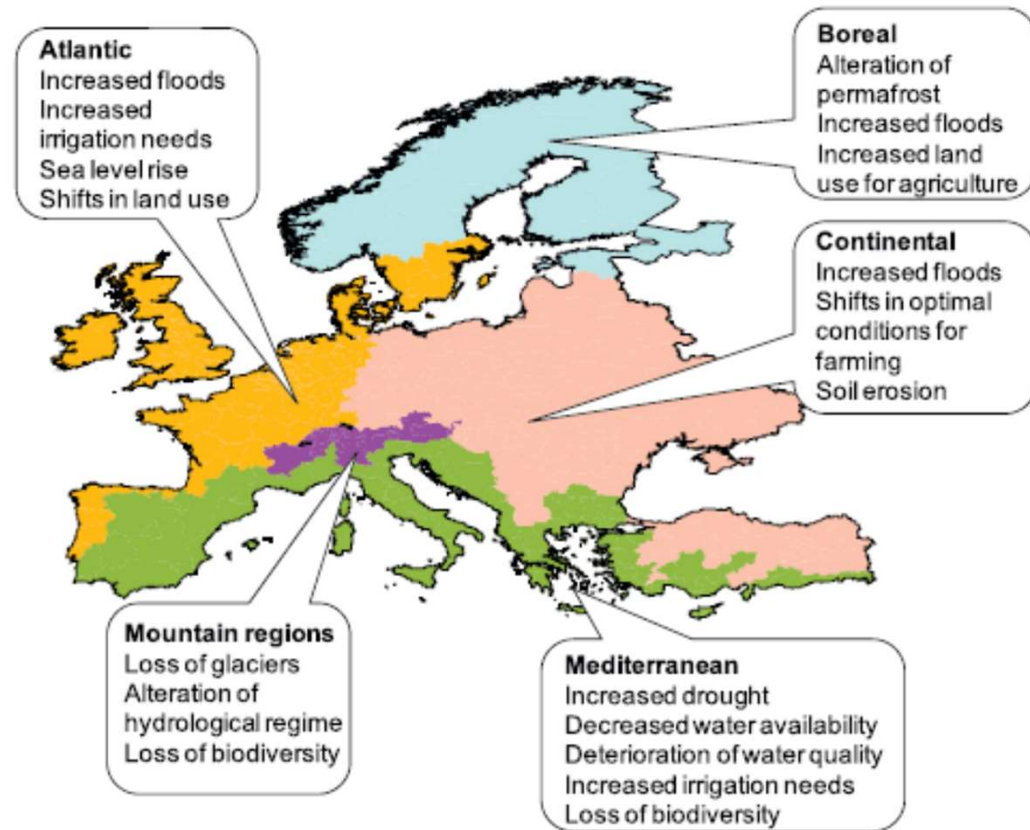 Atlantic
Increased floods
Increased
irrigation needs
Sea level rise
Shifts in land use
Boreal
Alteration of
permafrost
Increased floods
Increased land
use for agriculture
Continental
Increased floods
Shifts in optimal
conditions for
farming
Soil erosion
Mountain regions
Loss of glaciers
Alteration of
hydrological regime
Loss of biodiversity
Mediterranean
Increased drought
Decreased water availability
Deterioration of water quality
Increased irrigation needs
Loss of biodiversity